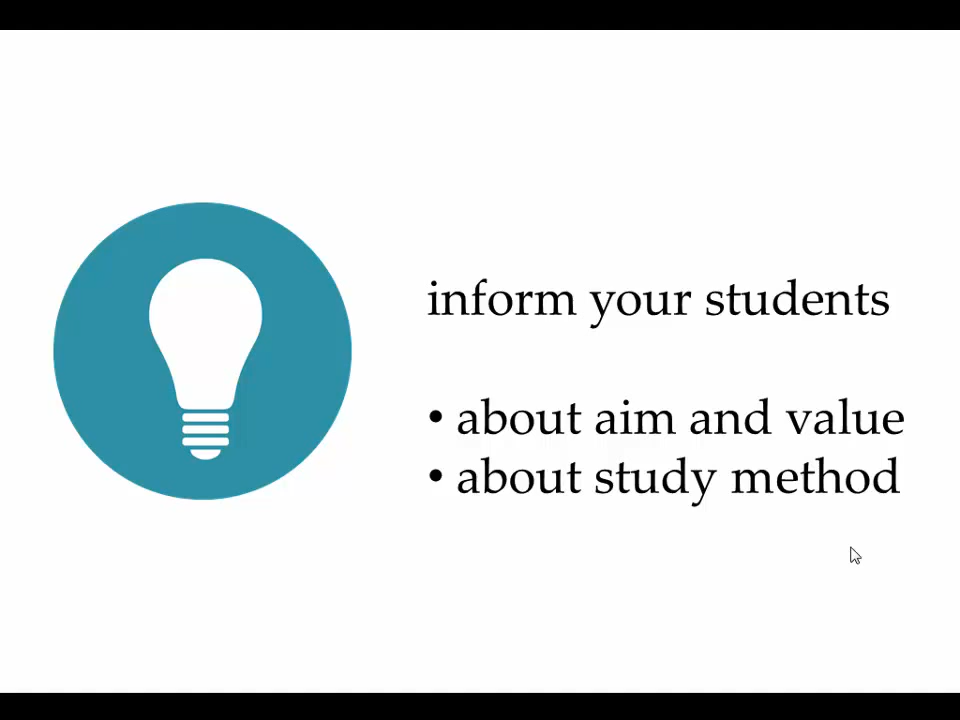 inform your students
• about aim and value
• about study method